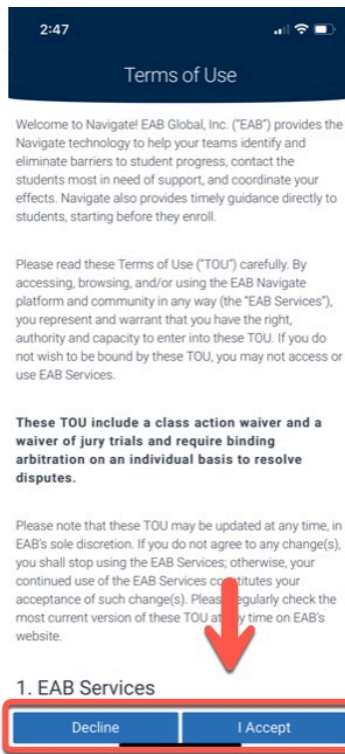 2:47
Terms of Use
Welcome to Navigate! EAB Global, Inc. ("EAB") provides the
Navigate technology to help your teams identify and
eliminate barriers to student progress, contact the
students most in need of support, and coordinate your
effects. Navigate also provides timely guidance directly to
students, starting before they enroll.
Please read these Terms of Use ("TOU") carefully. By
accessing, browsing, and/or using the EAB Navigate
platform and community in any way (the "EAB Services"),
you represent and warrant that you have the right,
authority and capacity to enter into these TOU. If you do
not wish to be bound by these TOU, you may not access or
use EAB Services.
These TOU include a class action waiver and a
waiver of jury trials and require binding
arbitration on an individual basis to resolve
disputes.
Please note that these TOU may be updated at any time, in
EAB's sole discretion. If you do not agree to any change(s),
you shall stop using the EAB Services; otherwise, your
continued use of the EAB Services constitutes your
acceptance of such change(s). Please regularly check the
most current version of these TOU at any time on EAB's
website.
1. EAB Services
Decline
I Accept